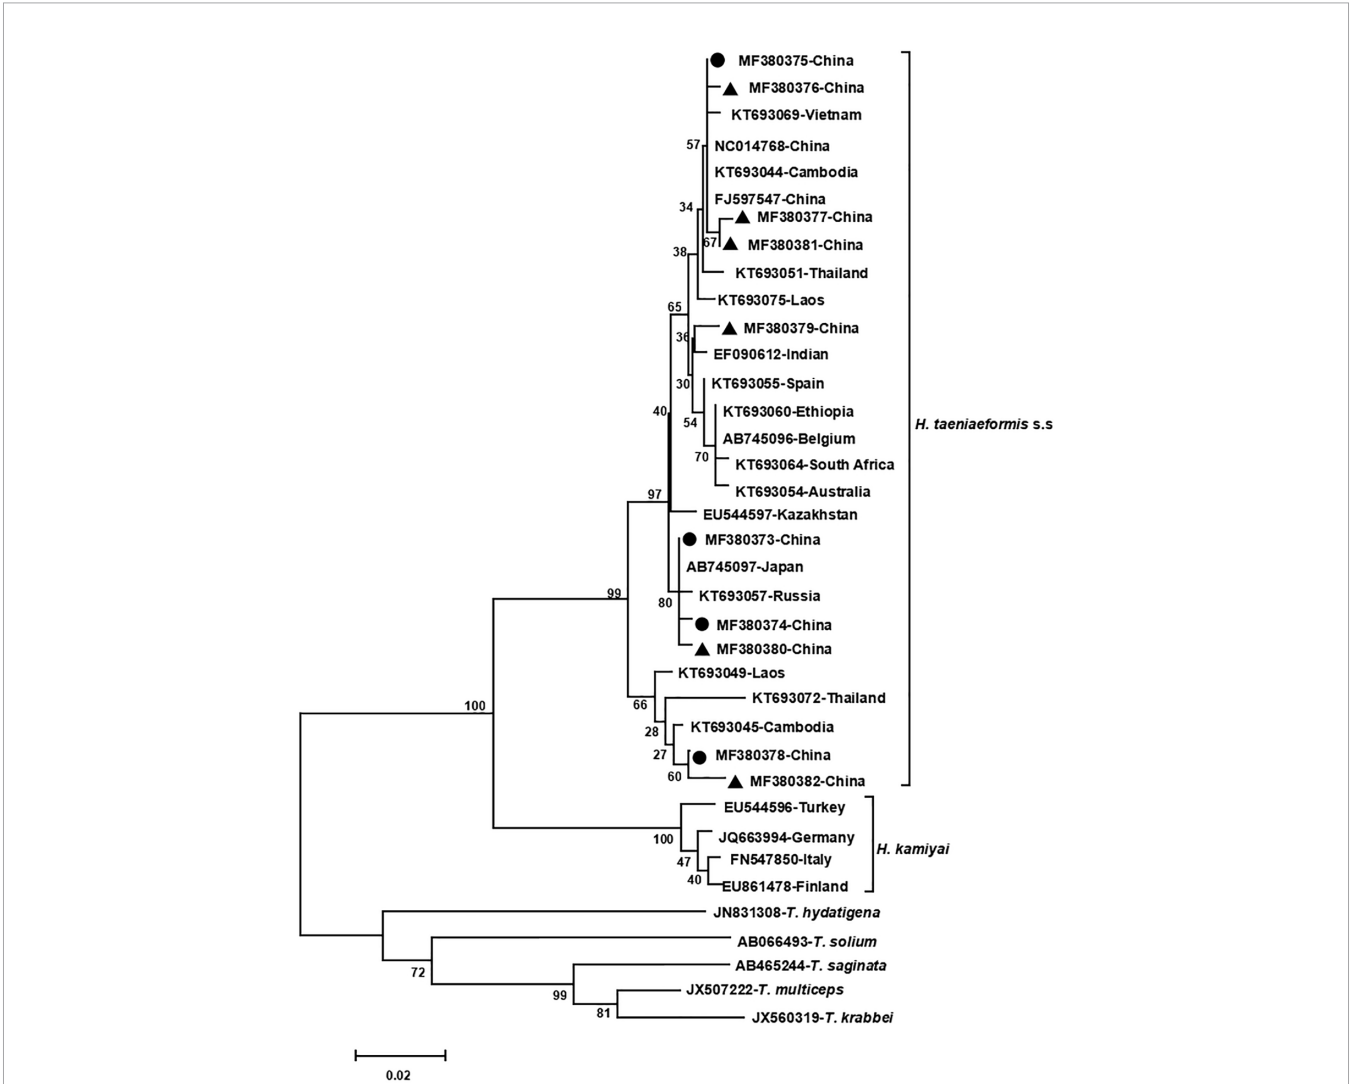 MF380375-China
MF380376-China
KT693069-Vietnam
57
NC014768-China
KT693044-Cambodia
FJ597547-China
34
MF380377-China
67
MF380381-China
38
KT693051-Thailand
KT693075-Laos
65
MF380379-China
36
EF090612-Indian
30
KT693055-Spain
40
KT693060-Ethiopia
54
H. taeniaeformis s.s
AB745096-Belgium
70
KT693064-South Africa
KT693054-Australia
97
EU544597-Kazakhstan
MF380373-China
AB745097-Japan
99
KT693057-Russia
80
MF380374-China
MF380380-China
KT693049-Laos
KT693072-Thailand
100
66
28
KT693045-Cambodia
27
MF380378-China
60
MF380382-China
EU544596-Turkey
100
JQ663994-Germany
H. kamiyai
47
FN547850-Italy
40
EU861478-Finland
JN831308-T. hydatigena
AB066493-T. solium
72
AB465244-T. saginata
99
JX507222-T. multiceps
81
JX560319-T. krabbei
0.02